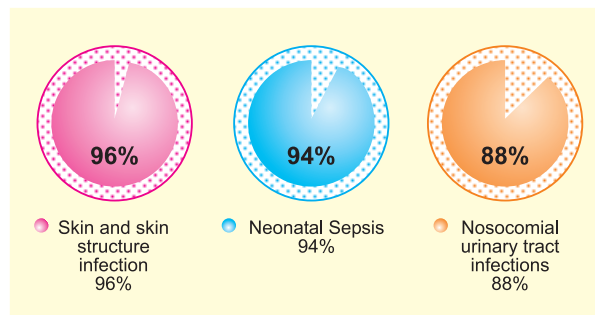 96%
94%
88%
Skin and skin
structure
infection
96%
Neonatal Sepsis
94%
Nosocomial
urinary tract
infections
88%